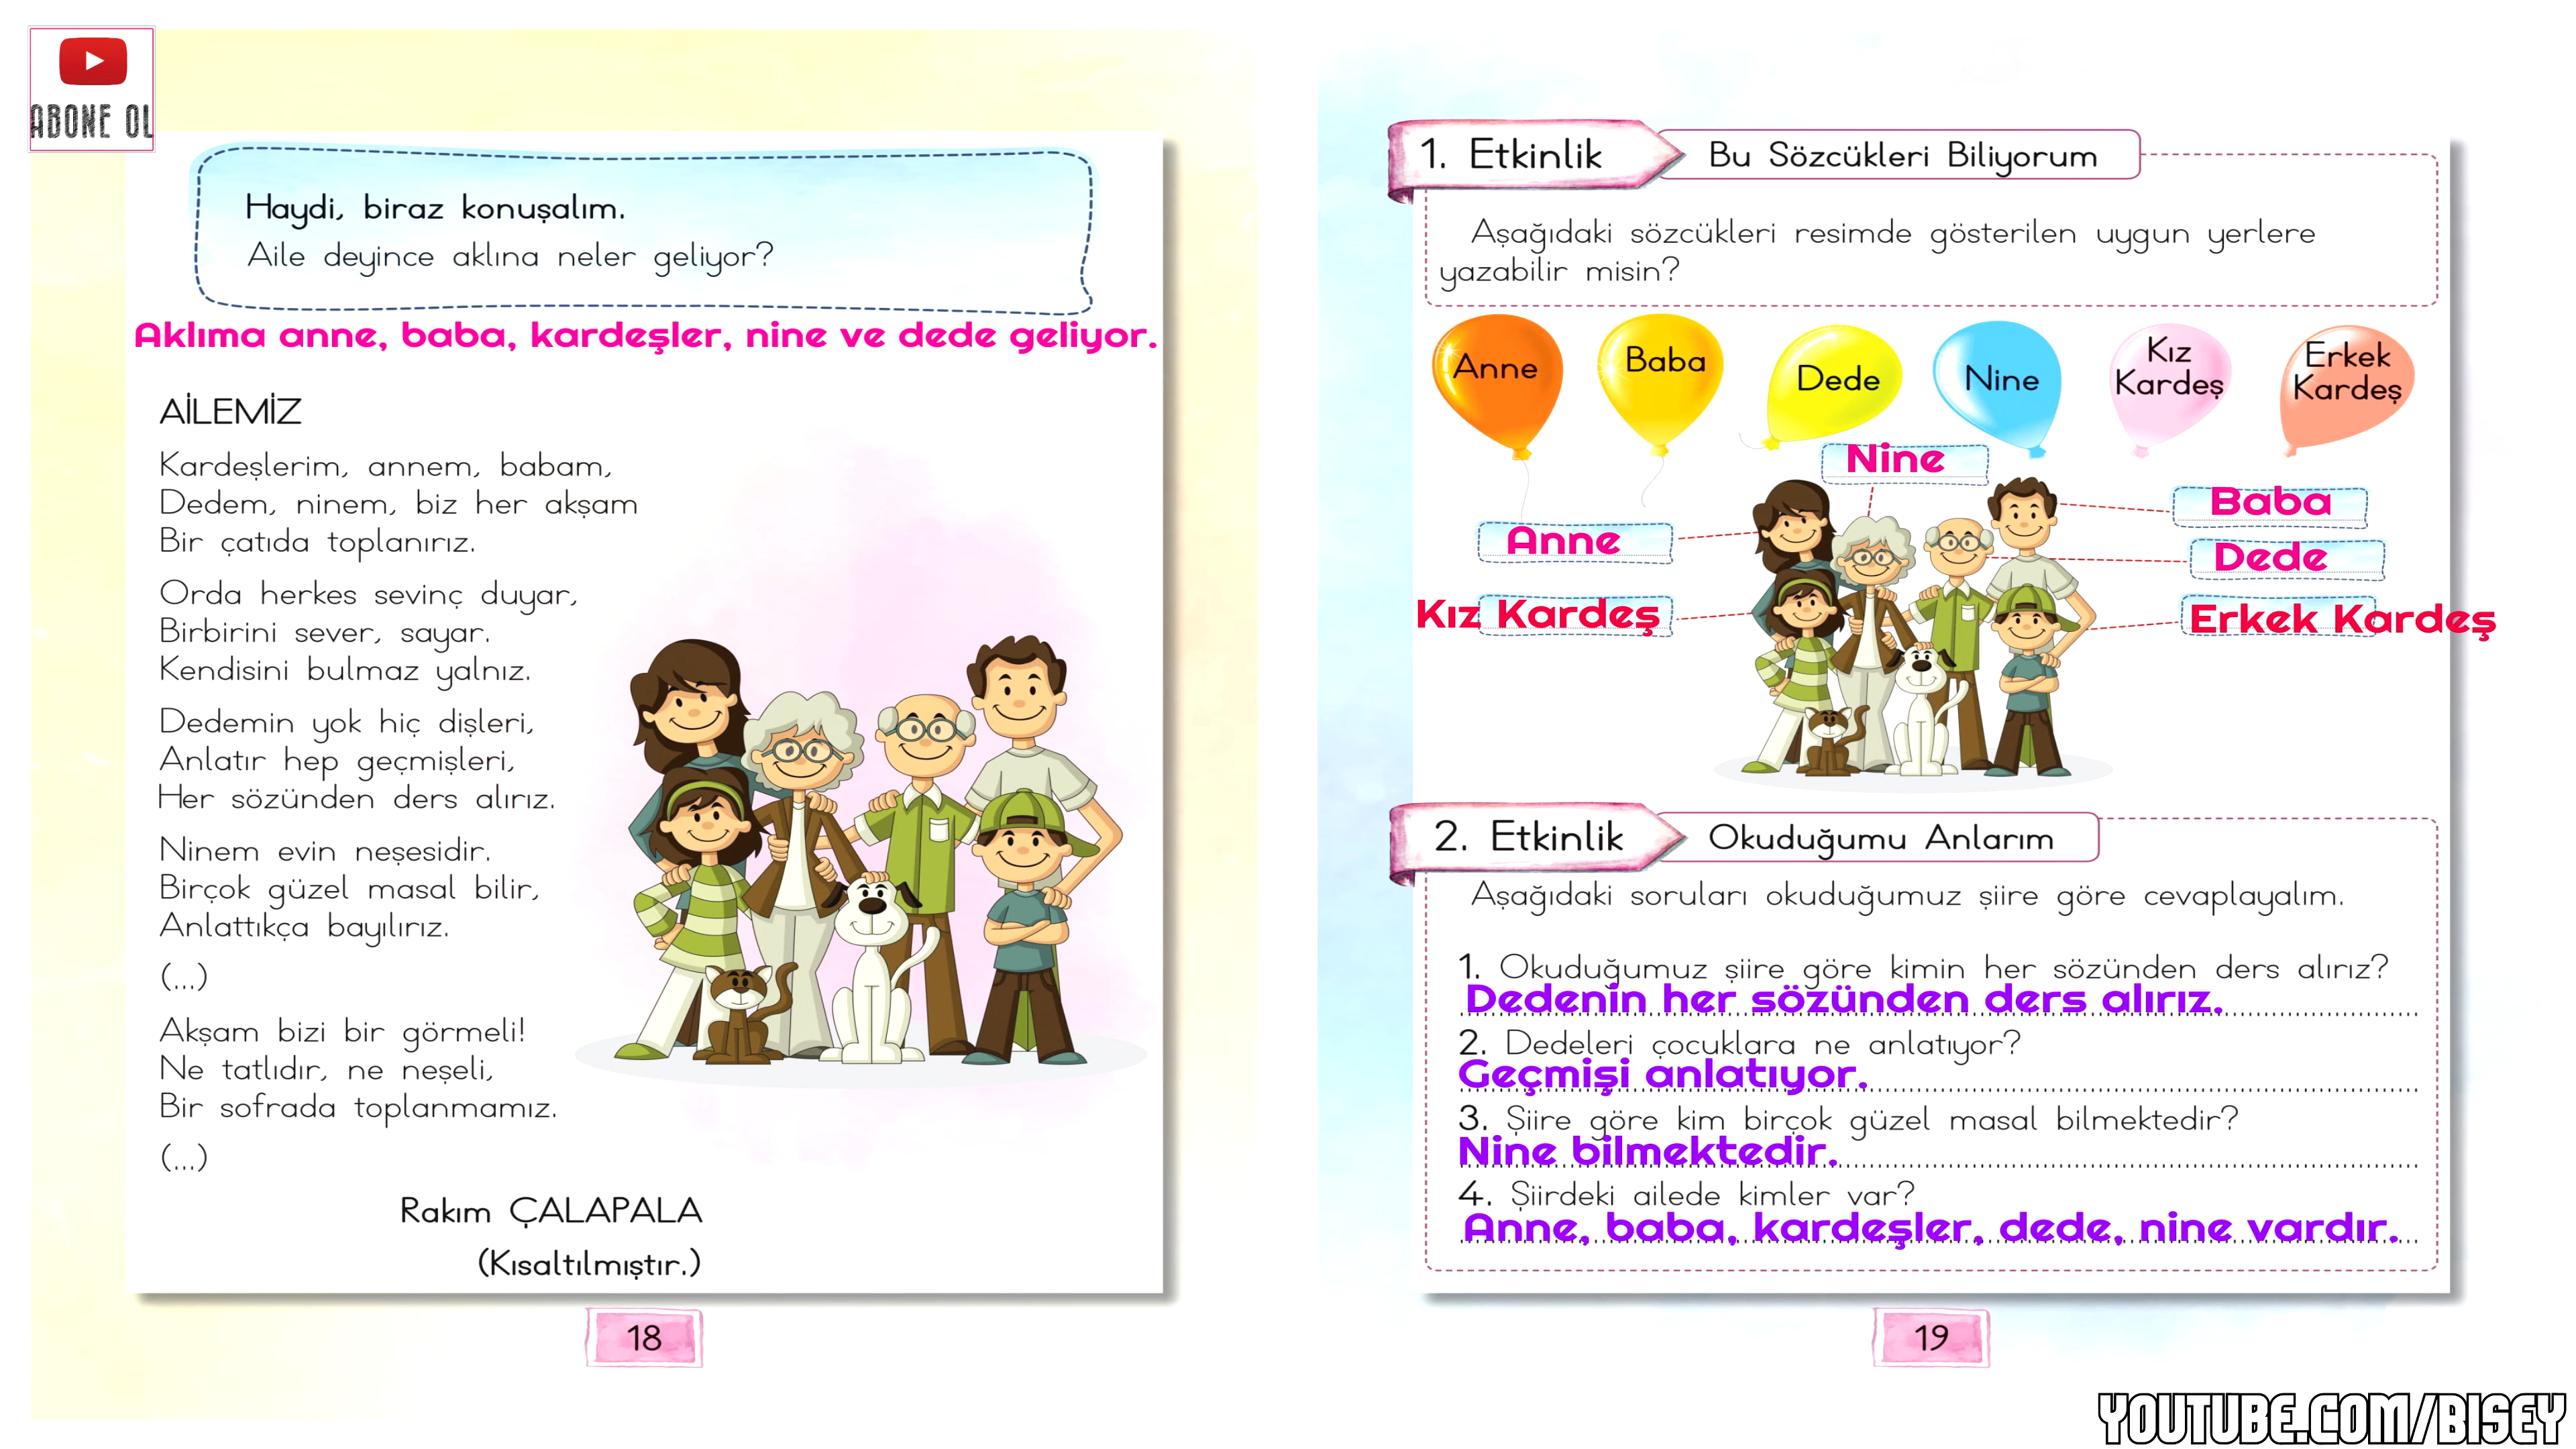 ABONE OL
Haydi, biraz konuşalım.
Aile deyince aklına neler geliyor?
Aklıma anne, baba, kardeşler, nine ve dede geliyor.
AİLEMİZ
Kardeşlerim, annem, babam,
Dedem, ninem, biz her akşam
Bir çatıda toplanırız.
Orda herkes sevinç duyar,
Birbirini sever, sayar.
Kendisini bulmaz yalnız.
Dedemin yok hiç dişleri,
Anlatır hep geçmişleri,
Her sözünden ders alırız.
Ninem evin neşesidir.
Birçok güzel masal bilir,
Anlattıkça bayılırız.
(...)
Akşam bizi bir görmeli!
Ne tatlıdır, ne neşeli,
Bir sofrada toplanmamız.
(...)
Rakım ÇALAPALA
(Kısaltılmıştır.)
18
1. Etkinlik
Bu Sözcükleri Biliyorum
Aşağıdaki sözcükleri resimde gösterilen uygun yerlere
yazabilir misin?
Anne
Baba
Dede
Nine
Kız
Kardeş
Erkek
Kardeş
Nine
Baba
Anne
Dede
Kız Kardeş
Erkek Kardeş
2. Etkinlik
Okuduğumu Anlarım
Aşağıdaki soruları okuduğumuz şiire göre cevaplayalım.
1. Okuduğumuz şiire göre kimin her sözünden ders alırız?
Dedenin her sözünden ders alırız.
2. Dedeleri çocuklara ne anlatıyor?
Geçmişi anlatıyor.
3. Şiire göre kim birçok güzel masal bilmektedir?
Nine bilmektedir.
4. Şiirdeki ailede kimler var?
Anne, baba, kardeşler, dede, nine vardır.
19
YOUTUBE.COM/BISEY